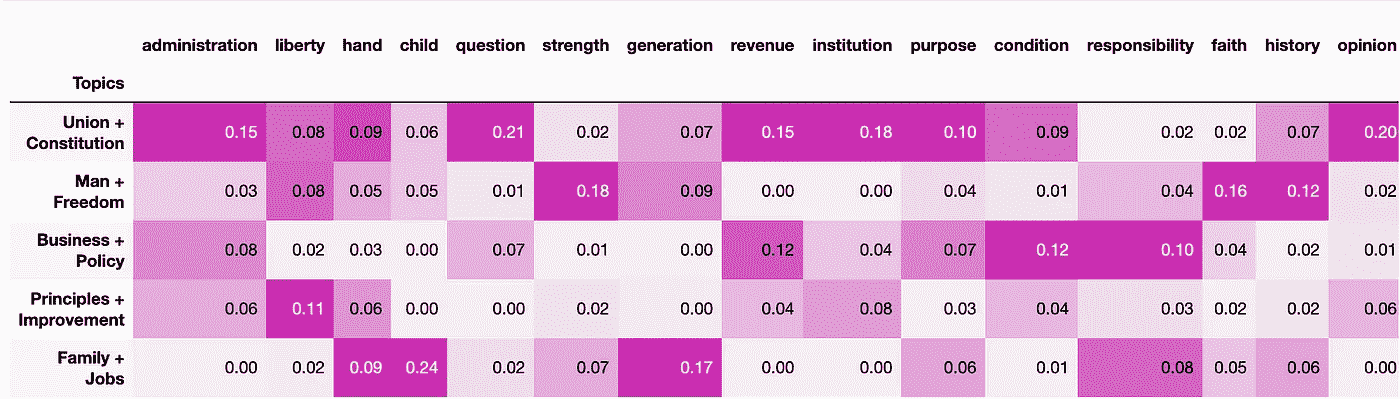 administration liberty hand child question strength generation revenue institution purpose condition responsibility faith history opinion
Topics
Union +
Constitution 0.15 0.08 0.09 0.06 0.21 0.02 0.07 0.15 0.18 0.10 0.09 0.02 0.02 0.07 0.20
Man +
Freedom 0.03 0.08 0.05 0.05 0.01 0.18 0.09 0.00 0.00 0.04 0.01 0.04 0.16 0.12 0.02
Business +
Policy 0.08 0.02 0.03 0.00 0.07 0.01 0.00 0.12 0.04 0.07 0.12 0.10 0.04 0.02 0.01
Principles +
Improvement 0.06 0.11 0.06 0.00 0.00 0.02 0.00 0.04 0.08 0.03 0.04 0.03 0.02 0.02 0.06
Family +
Jobs 0.00 0.02 0.09 0.24 0.02 0.07 0.17 0.00 0.00 0.06 0.01 0.08 0.05 0.06 0.00